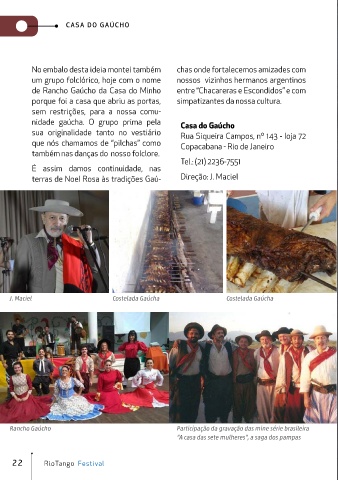 CASA DO GAÚCHO
No embalo desta ideia montei também
um grupo folclórico, hoje com o nome
de Rancho Gaúcho da Casa do Minho
porque foi a casa que abriu as portas,
sem restrições, para a nossa comu-
nidade gaúcha. O grupo prima pela
sua originalidade tanto no vestiário
que nós chamamos de “pilchas” como
também nas danças do nosso folclore.
É assim damos continuidade, nas
terras de Noel Rosa às tradições Gaú-
chas onde fortalecemos amizades com
nossos vizinhos hermanos argentinos
entre “Chacareras e Escondidos” e com
simpatizantes da nossa cultura.
Casa do Gaúcho
Rua Siqueira Campos, nº 143 - loja 72
Copacabana - Rio de Janeiro
Tel.: (21) 2236-7551
Direção: J. Maciel
J. Maciel
Costelada Gaúcha
Costelada Gaúcha
Rancho Gaúcho
Participação da gravação das mine série brasileira
“A casa das sete mulheres”, a saga dos pampas
22 RioTango Festival